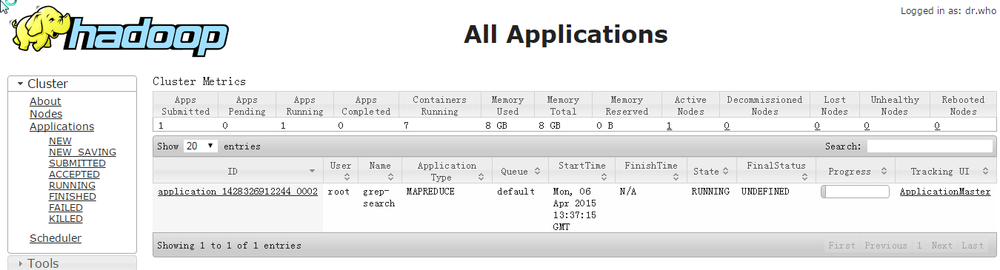 Logged in as: dr.who
hadoop
All Applications
Cluster
About
Nodes
Applications
NEW
NEW_SAVING
SUBMITTED
ACCEPTED
RUNNING
FINISHED
FAILED
KILLED
Scheduler
Tools
Cluster Metrics
Apps Submitted Apps Pending Apps Running Apps Completed Containers Running Memory Used Memory Total Memory Reserved Active Nodes Decommissioned Nodes Lost Nodes Unhealthy Nodes Rebooted Nodes
1 0 1 0 7 8 GB 8 GB 0 B 1 0 0 0 0
Show 20 entries Search:
ID User Name Application Type Queue StartTime FinishTime State FinalStatus Progress Tracking UI
application_1428326912244_0002 root grep-search MAPREDUCE default Mon, 06 Apr 2015 13:37:15 GMT N/A RUNNING UNDEFINED ApplicationMaster
Showing 1 to 1 of 1 entries First Previous 1 Next Last